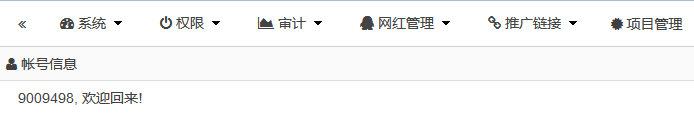 « 系统 权限 审计 网红管理 推广链接 项目管理
帐号信息
9009498, 欢迎回来!